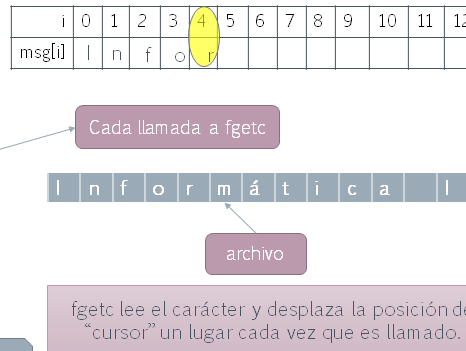 i 0 1 2 3 4 5 6 7 8 9 10 11 12
msg[i] I n f o r
Cada llamada a fgetc
I n f o r m á t i c a I
archivo
fgetc lee el carácter y desplaza la posición de
“cursor” un lugar cada vez que es llamado.